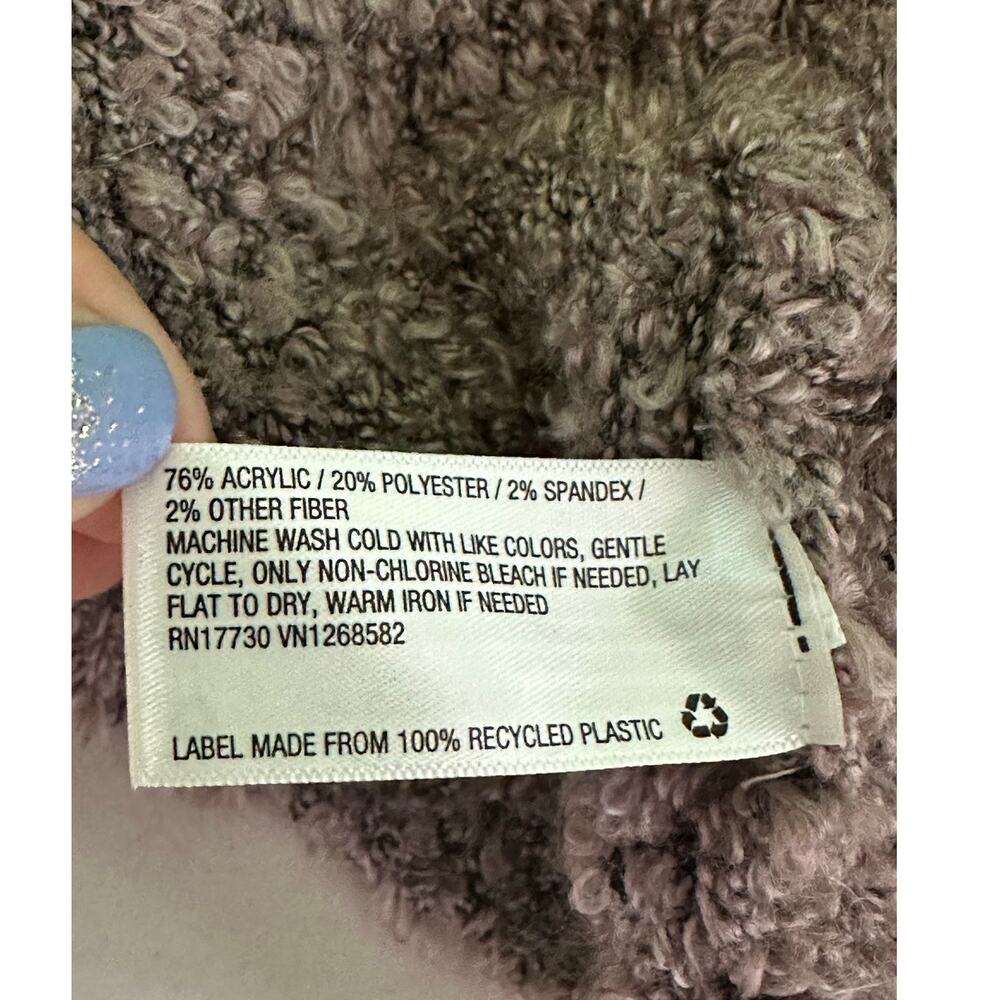 76% ACRYLIC / 20% POLYESTER / 2% SPANDEX /
2% OTHER FIBER
MACHINE WASH COLD WITH LIKE COLORS, GENTLE
CYCLE, ONLY NON-CHLORINE BLEACH IF NEEDED, LAY
FLAT TO DRY, WARM IRON IF NEEDED
RN17730 VN1268582
LABEL MADE FROM 100% RECYCLED PLASTIC